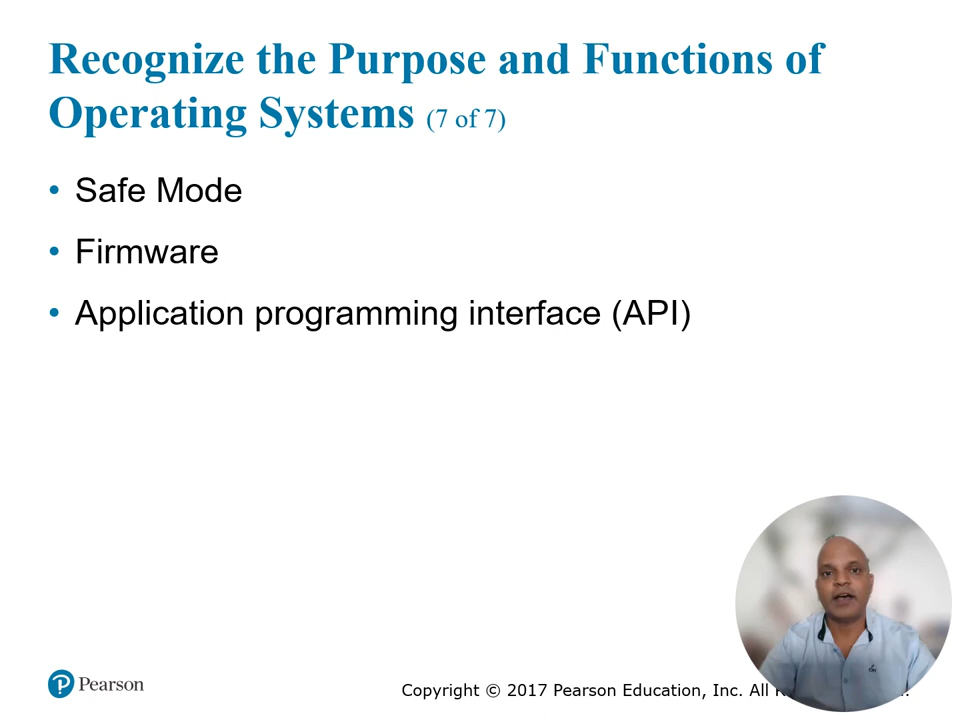 Recognize the Purpose and Functions of
Operating Systems (7 of 7)
• Safe Mode
• Firmware
• Application programming interface (API)
Pearson
Copyright © 2017 Pearson Education, Inc. All